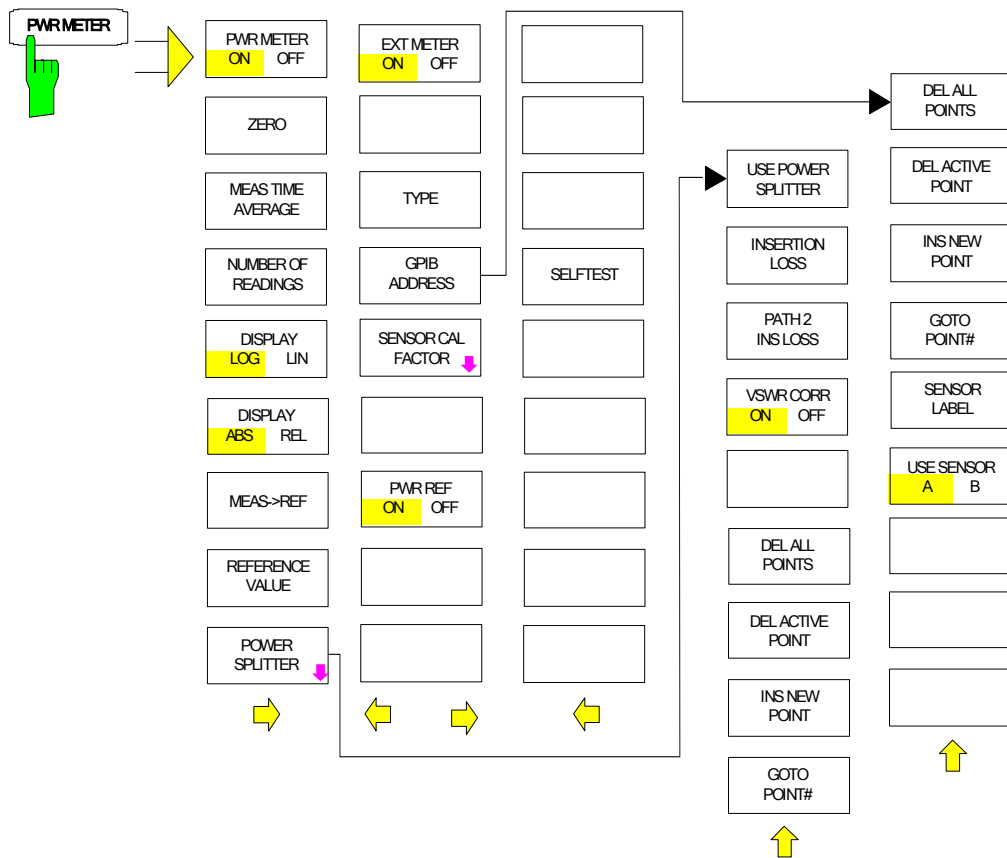 PWR METER
PWR METER
ON OFF
ZERO
MEAS TIME
AVERAGE
NUMBER OF
READINGS
DISPLAY
LOG LIN
DISPLAY
ABS REL
MEAS->REF
REFERENCE
VALUE
POWER
SPLITTER
EXT METER
ON OFF
TYPE
GPIB
ADDRESS
SENSOR CAL
FACTOR
PWR REF
ON OFF
SELFTEST
USE POWER
SPLITTER
INSERTION
LOSS
PATH 2
INS LOSS
VSWR CORR
ON OFF
DEL ALL
POINTS
DEL ACTIVE
POINT
INS NEW
POINT
GOTO
POINT#
DEL ALL
POINTS
DEL ACTIVE
POINT
INS NEW
POINT
GOTO
POINT#
SENSOR
LABEL
USE SENSOR
A B